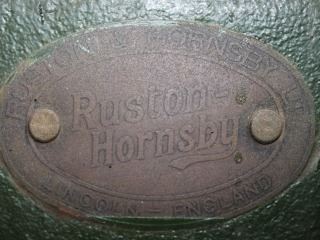 RUSTON & HORNSBY LTD
Ruston-
Hornsby
LINCOLN - ENGLAND